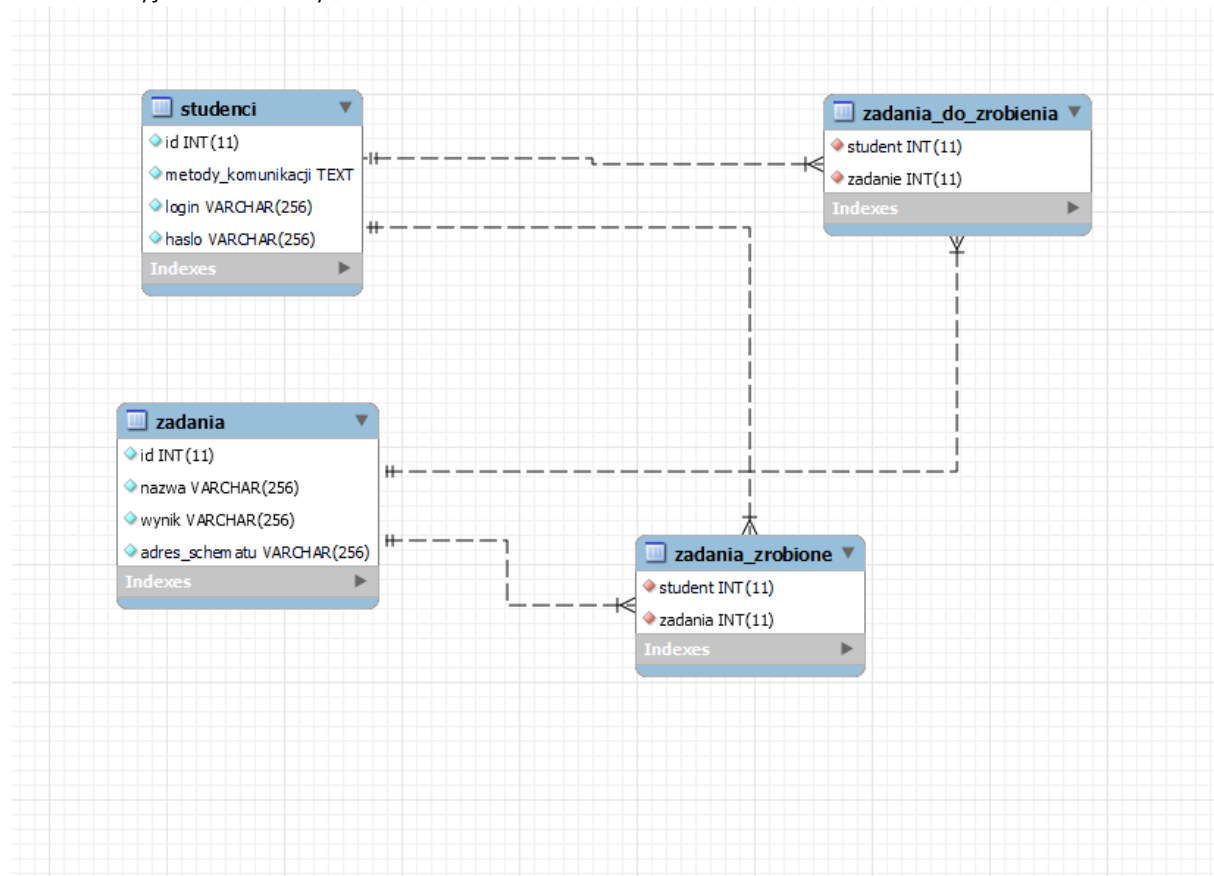 studenci
id INT(11)
metody_komunikacji TEXT
login VARCHAR(256)
haslo VARCHAR(256)
Indexes
zadania_do_zrobienia
student INT(11)
zadanie INT(11)
Indexes
zadania
id INT(11)
nazwa VARCHAR(256)
wynik VARCHAR(256)
adres_schematu VARCHAR(256)
Indexes
zadania_zrobione
student INT(11)
zadania INT(11)
Indexes